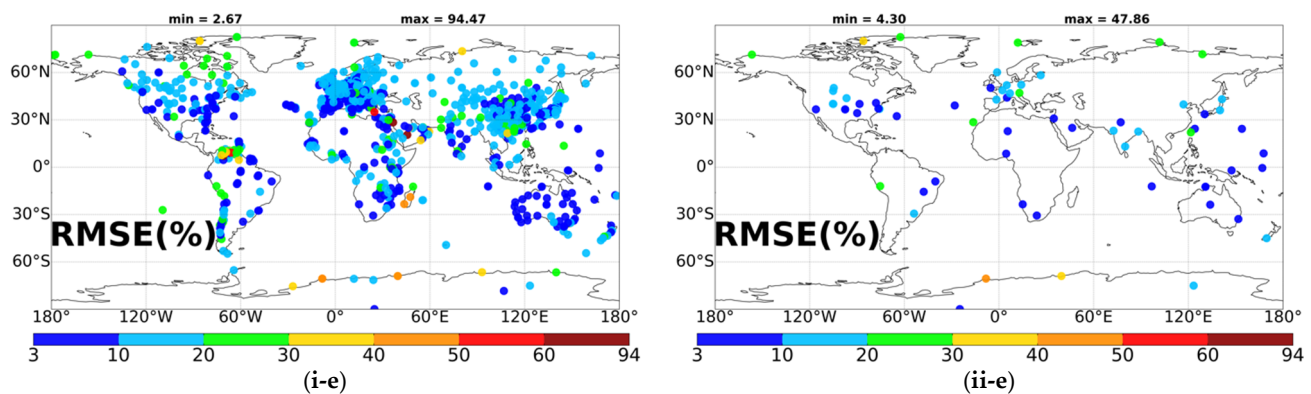 min = 2.67 max = 94.47
60°N
30°N
0°
30°S
60°S
RMSE(%)
180° 120°W 60°W 0° 60°E 120°E 180°
3 10 20 30 40 50 60 94
(i-e)
min = 4.30 max = 47.86
60°N
30°N
0°
30°S
60°S
RMSE(%)
180° 120°W 60°W 0° 60°E 120°E 180°
3 10 20 30 40 50 60 94
(ii-e)